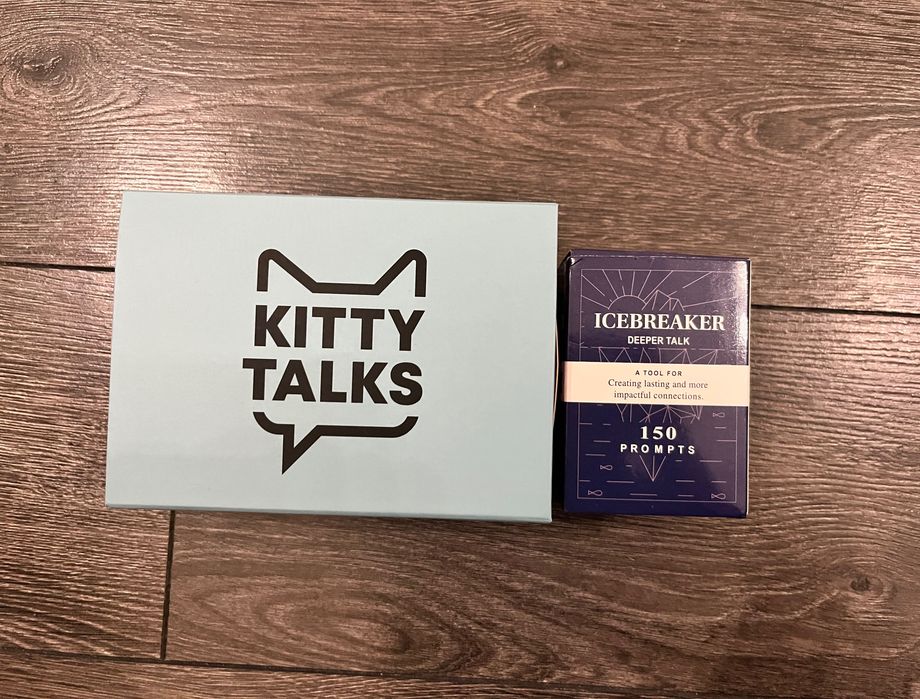 KITTY
TALKS
ICEBREAKER
DEEPER TALK
A TOOL FOR
Creating lasting and more
impactful connections.
150
PROMPTS